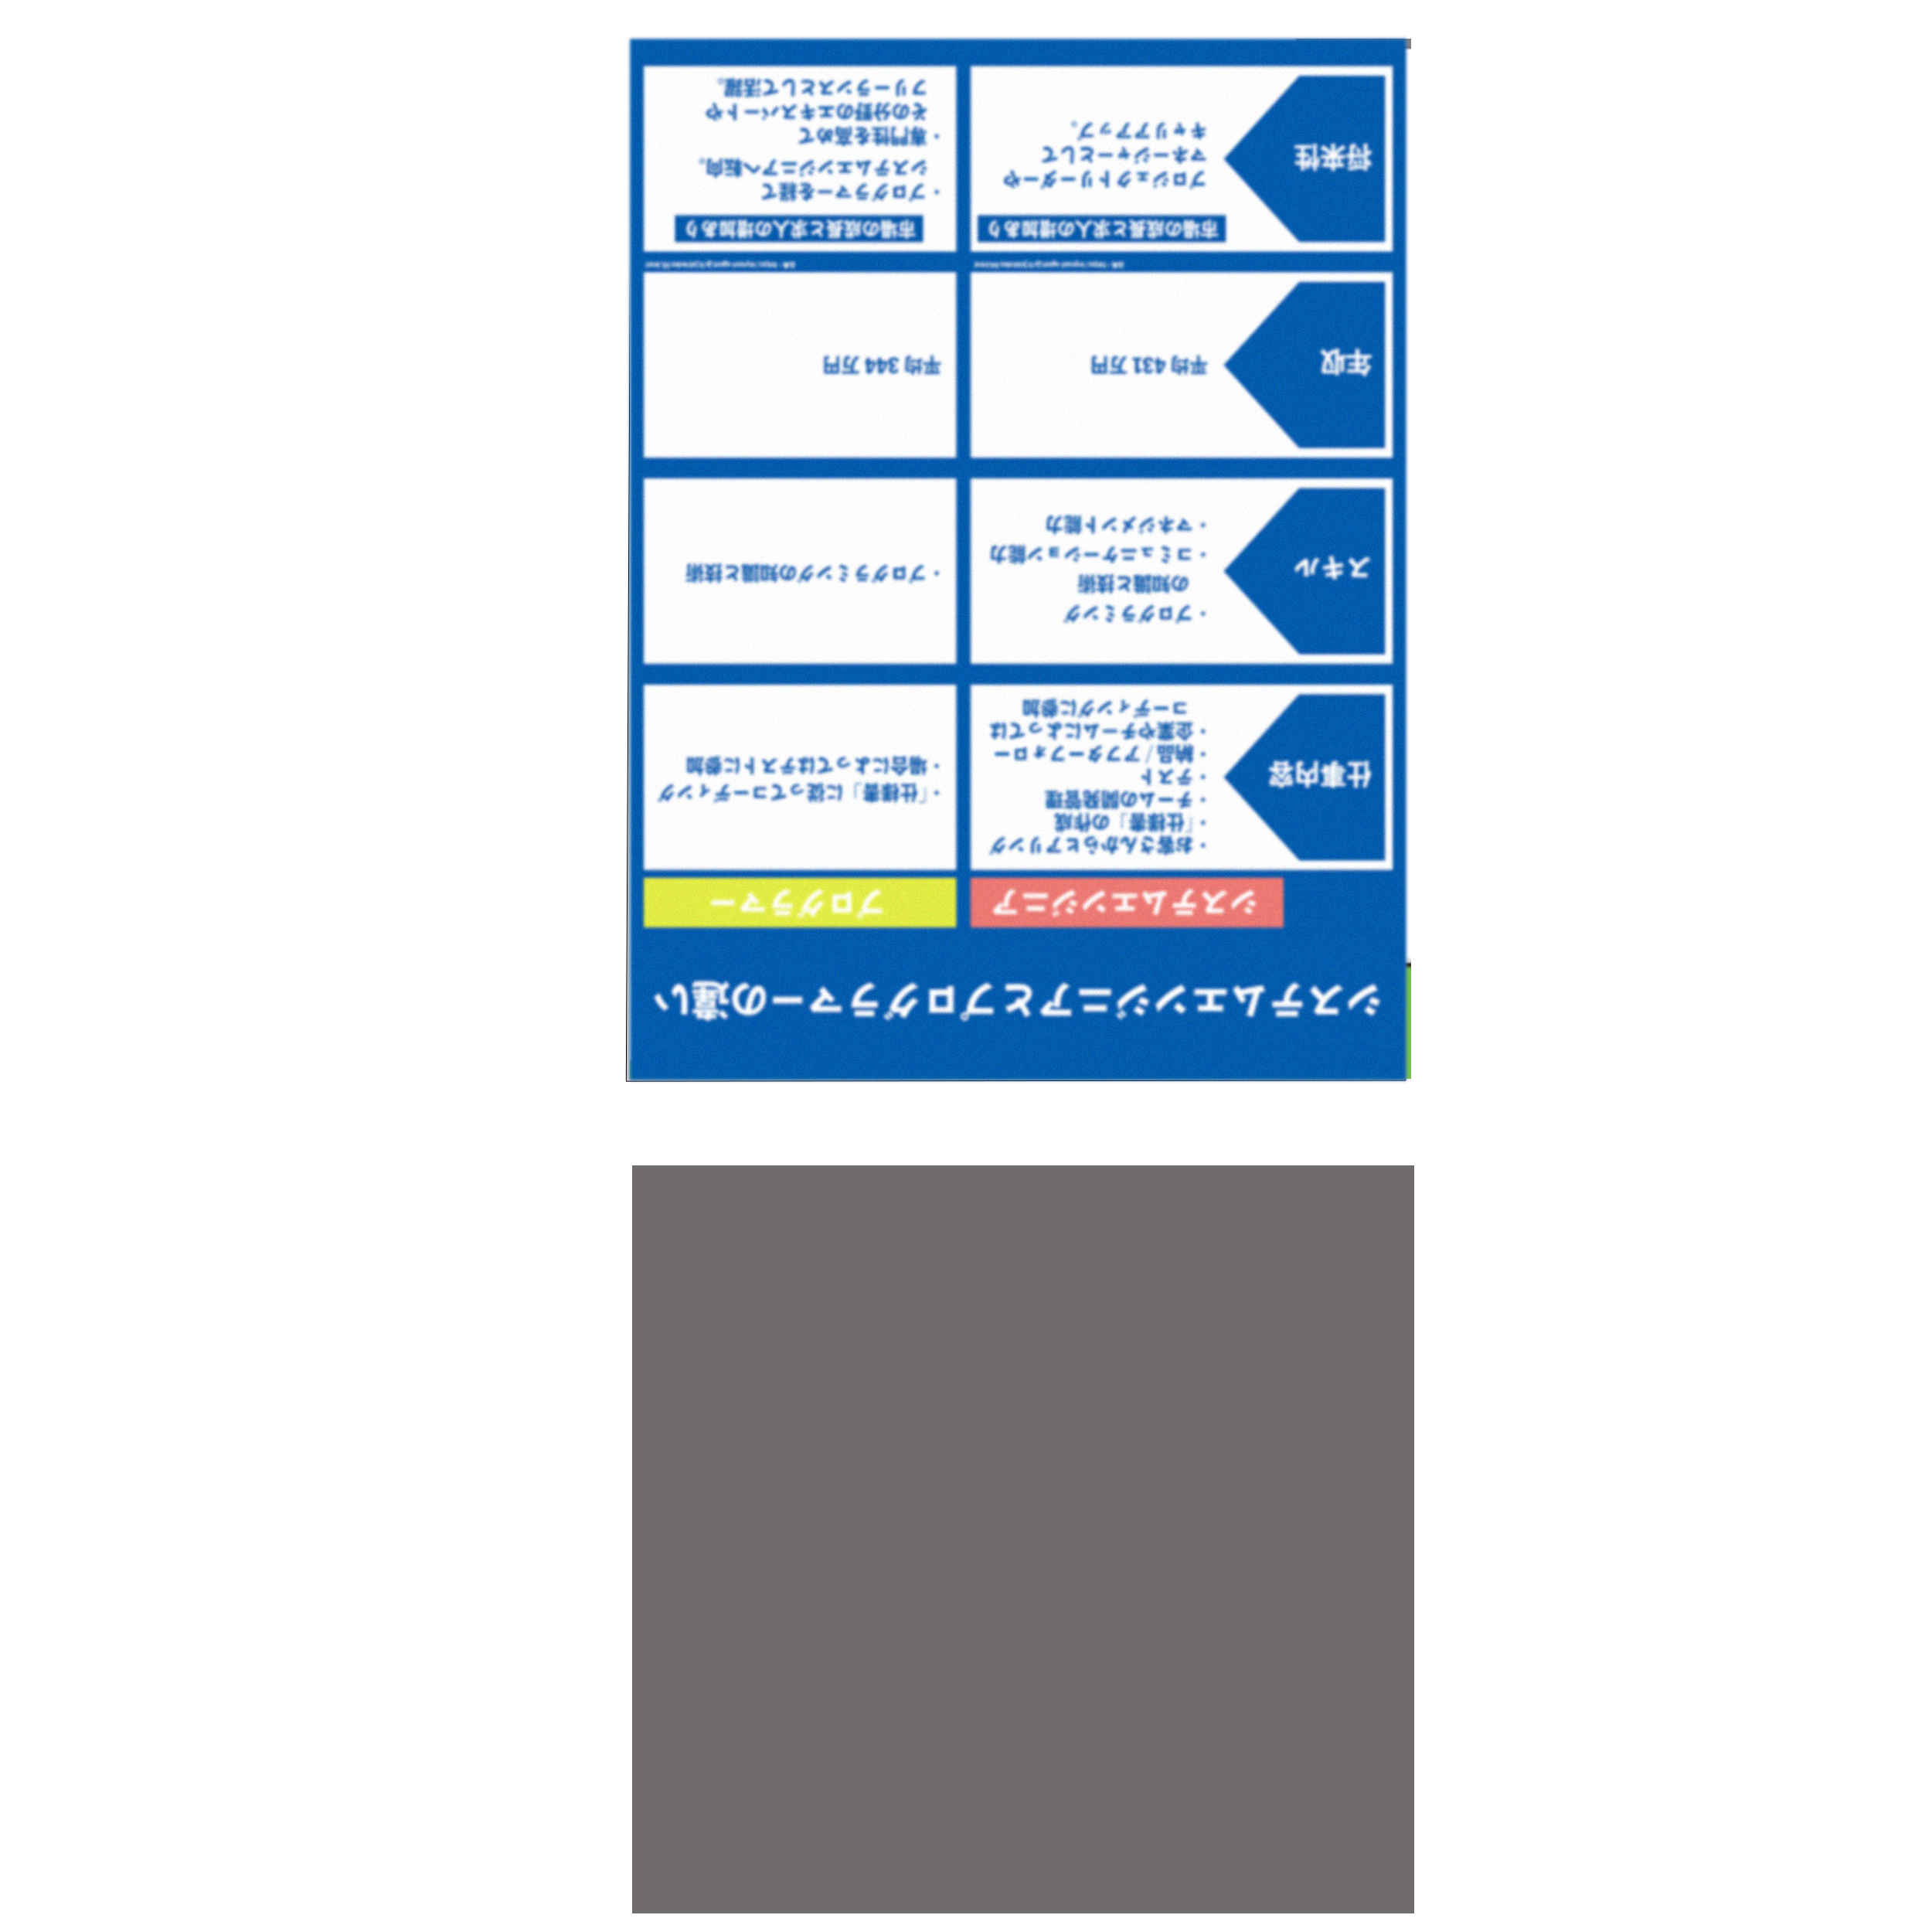 システムエンジニアとプログラマーの違い
システムエンジニア
プログラマー
仕事内容
・お客さんからヒアリング
・「仕様書」の作成
・チームの開発管理
・テスト
・納品/アフターフォロー
・企業やチームによっては
コーディングに参加
・「仕様書」に従ってコーディング
・場合によってはテストに参加
スキル
・プログラミング
の知識と技術
・コミュニケーション能力
・マネジメント能力
・プログラミングの知識と技術
年収
平均 431 万円
平均 344 万円
将来性
市場の成長と求人の増加あり
プロジェクトリーダーや
マネージャーとして
キャリアアップ。
市場の成長と求人の増加あり
・プログラマーを経て
システムエンジニアへ転向。
・専門性を高めて
その分野のエキスパートや
フリーランスとして活躍。